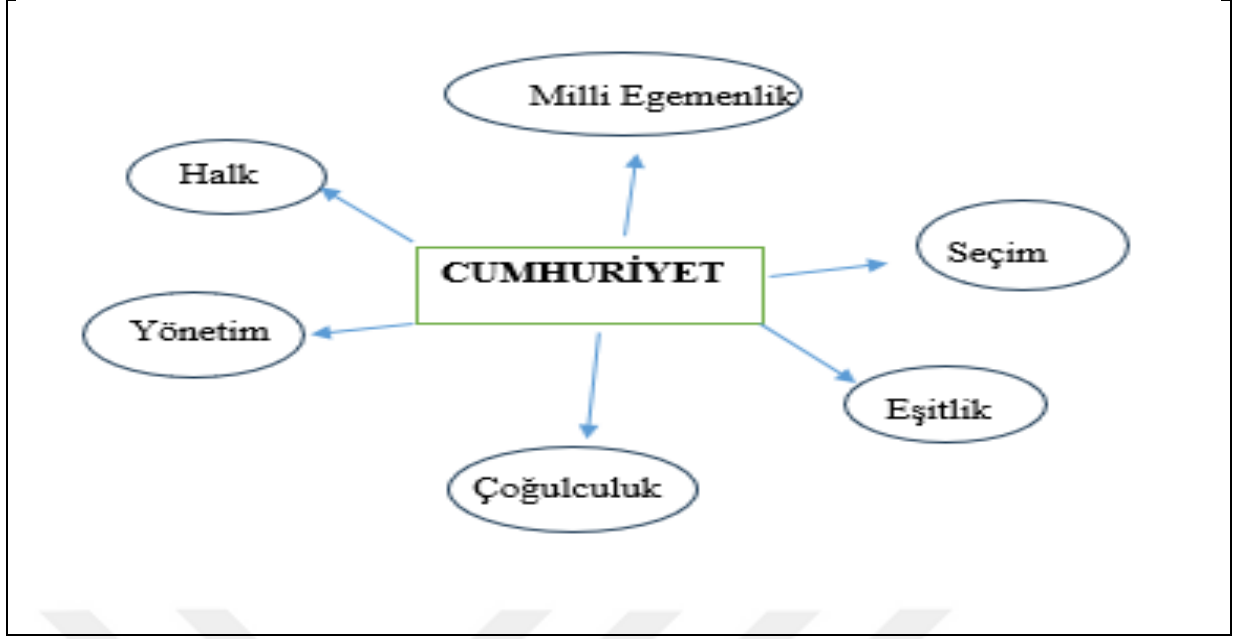 Milli Egemenlik
Halk
Seçim
CUMHURİYET
Yönetim
Eşitlik
Çoğulculuk